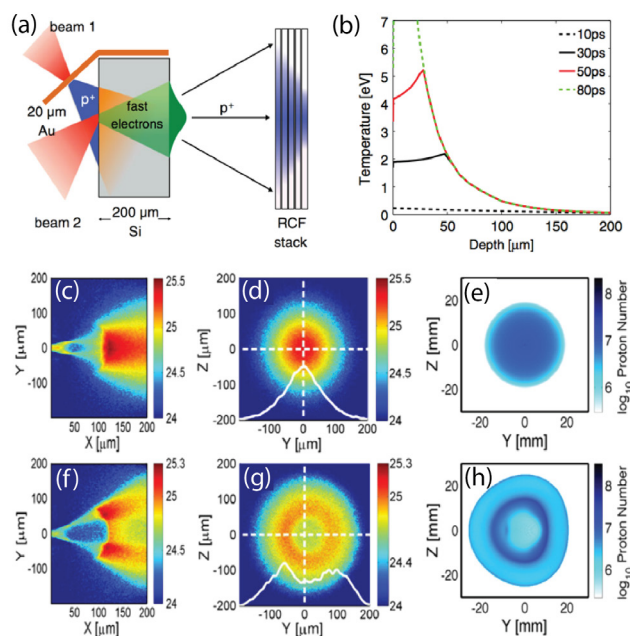 (a)
beam 1
20 µm
Au
p⁺
fast
electrons
beam 2
200 µm
Si
p⁺
RCF
stack
(b)
Temperature [eV]
7
6
5
4
3
2
1
0
0 50 100 150 200
Depth [µm]
10ps
30ps
50ps
80ps
(c)
Y [µm]
200
100
0
-100
50 100 150 200
X [µm]
25.5
25
24.5
24
(d)
Z [µm]
200
100
0
-100
-200
-100 0 100 200
Y [µm]
25.5
25
24.5
24
(e)
Z [mm]
20
0
-20
-20 0 20
Y [mm]
8
7
6
log₁₀ Proton Number
(f)
Y [µm]
200
100
0
-100
-200
50 100 150 200
X [µm]
25.3
25
24.5
24
(g)
Z [µm]
200
100
0
-100
-200
-100 0 100 200
Y [µm]
25.3
25
24.4
24
(h)
Z [mm]
20
0
-20
-20 0 20
Y [mm]
8
7
6
log₁₀ Proton Number